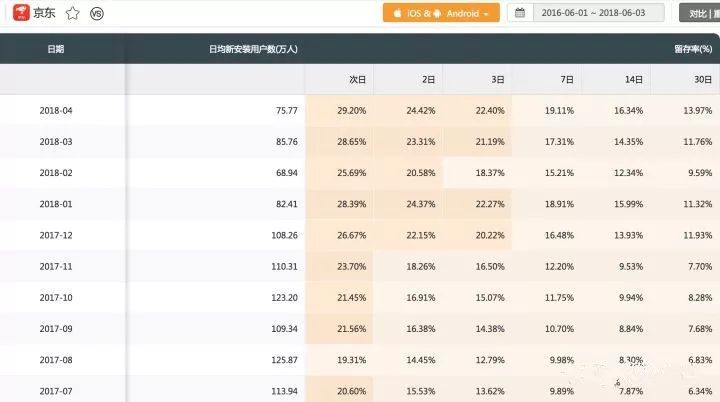 京东 VS iOS & Android 2016-06-01 ~ 2018-06-03 对比
日期 日均新安装用户数(万人) 留存率(%)
次日 2日 3日 7日 14日 30日
2018-04 75.77 29.20% 24.42% 22.40% 19.11% 16.34% 13.97%
2018-03 85.76 28.65% 23.31% 21.19% 17.31% 14.35% 11.76%
2018-02 68.94 25.69% 20.58% 18.37% 15.21% 12.34% 9.59%
2018-01 82.41 28.39% 24.37% 22.27% 18.91% 15.99% 11.32%
2017-12 108.26 26.67% 22.15% 20.22% 16.48% 13.93% 11.93%
2017-11 110.31 23.70% 18.26% 16.50% 12.20% 9.53% 7.70%
2017-10 123.20 21.45% 16.91% 15.07% 11.75% 9.94% 8.28%
2017-09 109.34 21.56% 16.38% 14.38% 10.70% 8.84% 7.68%
2017-08 125.87 19.31% 14.45% 12.79% 9.98% 8.30% 6.83%
2017-07 113.94 20.60% 15.53% 13.62% 9.89% 7.87% 6.34%